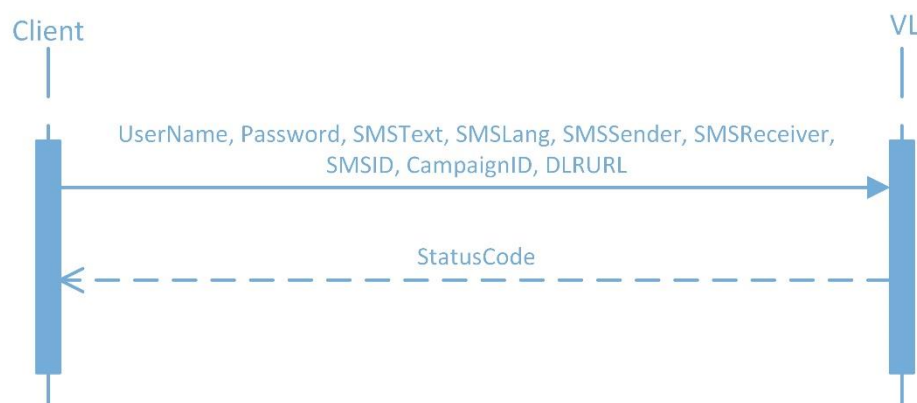 Client
VL
UserName, Password, SMSText, SMSLang, SMSSender, SMSReceiver,
SMSID, CampaignID, DLRURL
StatusCode